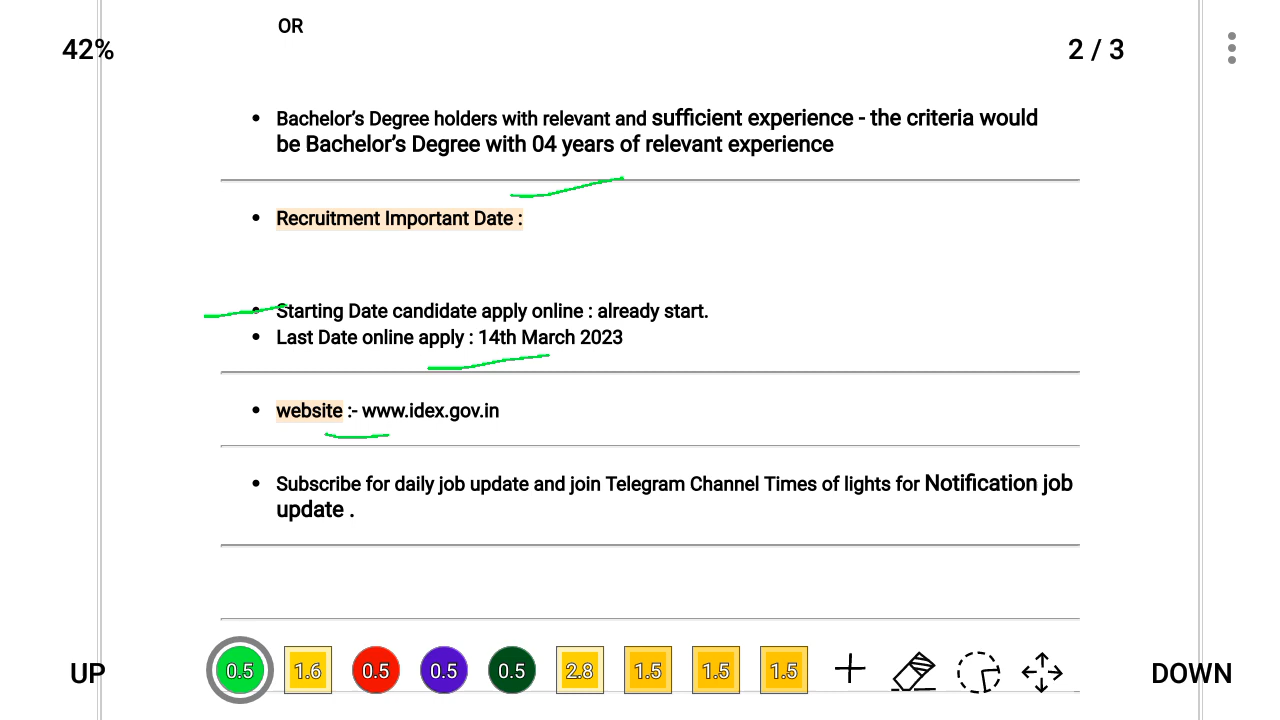 OR
42%
2 / 3
• Bachelor's Degree holders with relevant and sufficient experience - the criteria would
be Bachelor's Degree with 04 years of relevant experience
• Recruitment Important Date :
• Starting Date candidate apply online : already start.
• Last Date online apply : 14th March 2023
• website :- www.idex.gov.in
• Subscribe for daily job update and join Telegram Channel Times of lights for Notification job
update .
UP 0.5 1.6 0.5 0.5 0.5 2.8 1.5 1.5 1.5 DOWN